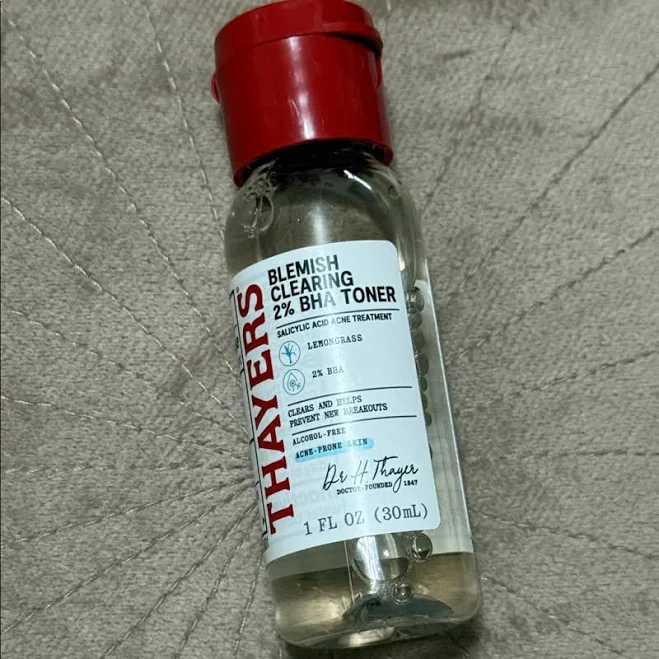 THAYERS
BLEMISH
CLEARING
2% BHA TONER
SALICYLIC ACID ACNE TREATMENT
LEMONGRASS
2% BHA
CLEARS AND HELPS
PREVENT NEW BREAKOUTS
ALCOHOL-FREE
ACNE-PRONE SKIN
Dr H. Thayer
DOCTOR-FOUNDED 1847
1 FL OZ (30mL)